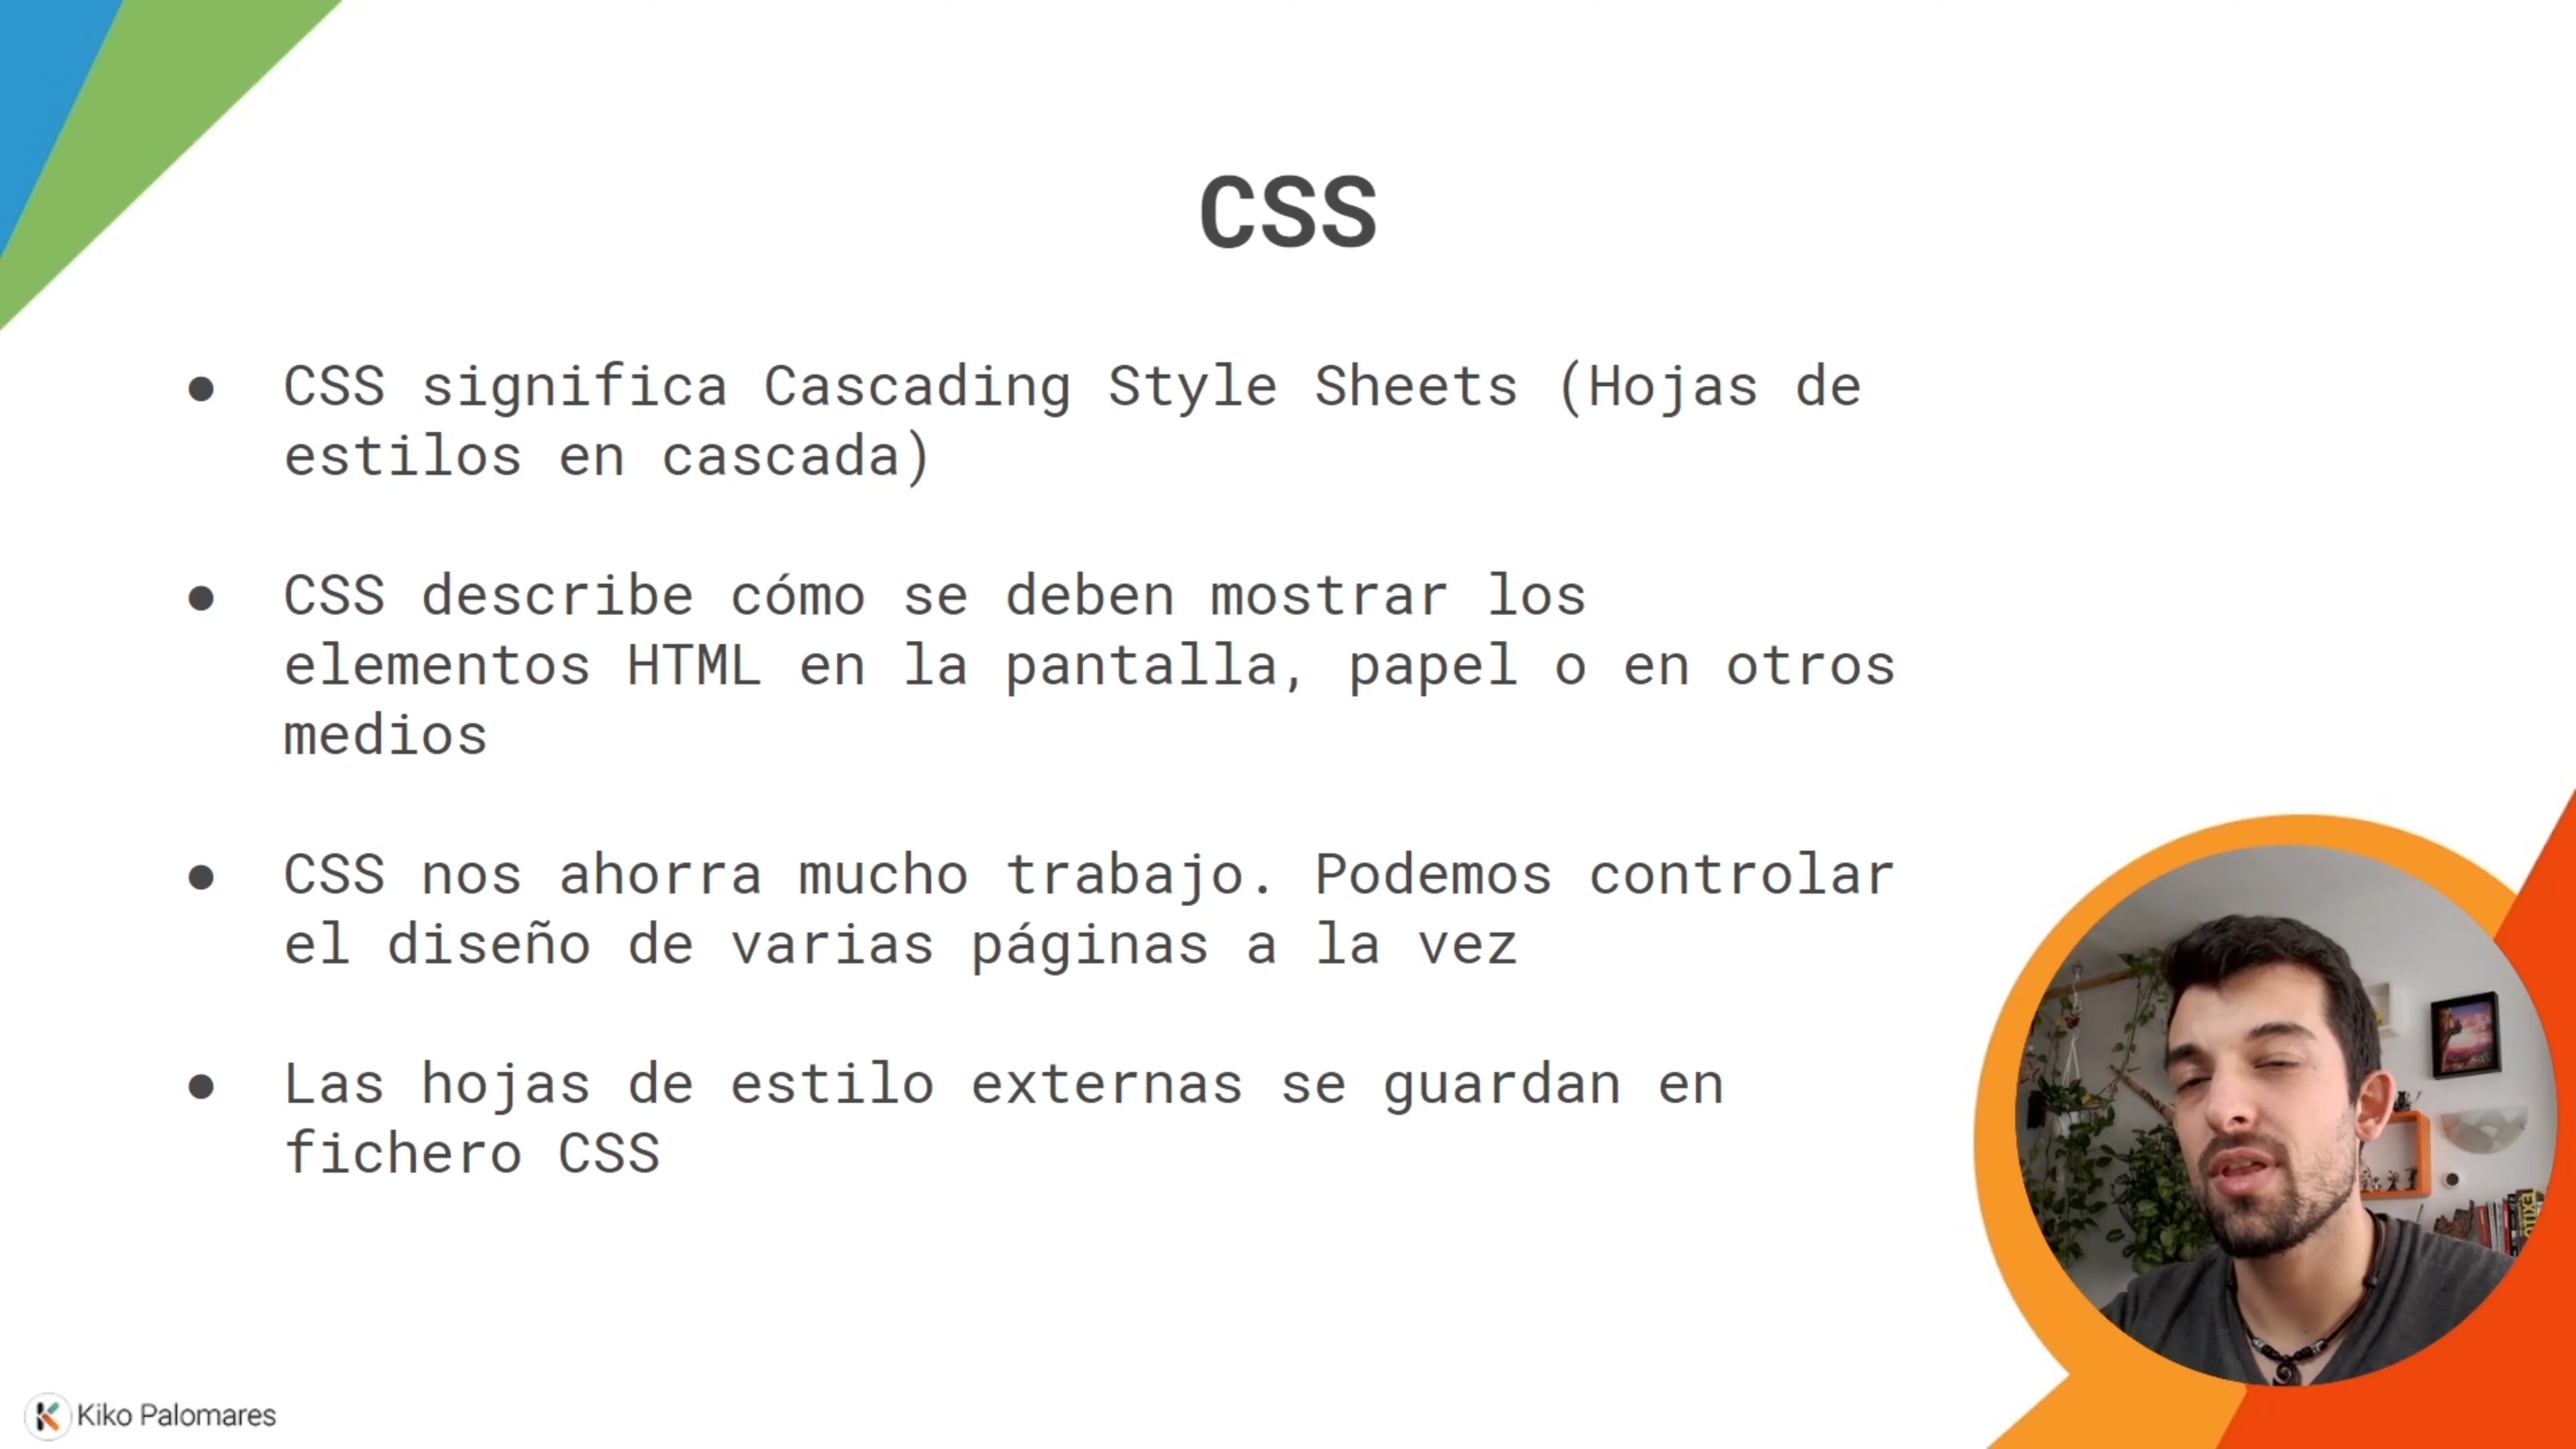 CSS
● CSS significa Cascading Style Sheets (Hojas de
estilos en cascada)
● CSS describe cómo se deben mostrar los
elementos HTML en la pantalla, papel o en otros
medios
● CSS nos ahorra mucho trabajo. Podemos controlar
el diseño de varias páginas a la vez
● Las hojas de estilo externas se guardan en
fichero CSS
Kiko Palomares